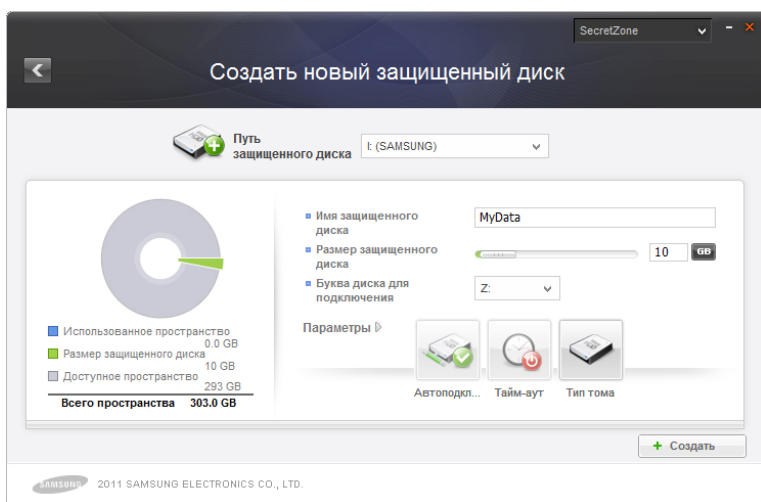 SecretZone
Создать новый защищенный диск
Путь
защищенного диска
I: (SAMSUNG)
Имя защищенного
диска
MyData
Размер защищенного
диска
10 GB
Буква диска для
подключения
Z:
Использованное пространство
0.0 GB
Размер защищенного диска
10 GB
Доступное пространство
293 GB
Всего пространства 303.0 GB
Параметры
Автоподкл... Тайм-аут Тип тома
+ Создать
SAMSUNG 2011 SAMSUNG ELECTRONICS CO., LTD.